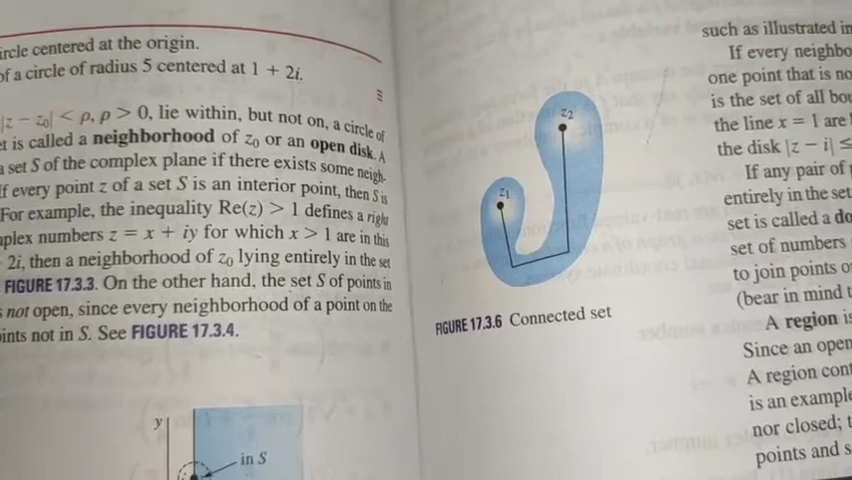 ircle centered at the origin.
of a circle of radius 5 centered at 1 + 2i.
|z − z₀| < ρ, ρ > 0, lie within, but not on, a circle of
et is called a neighborhood of z₀ or an open disk. A
a set S of the complex plane if there exists some neigh-
If every point z of a set S is an interior point, then S is
For example, the inequality Re(z) > 1 defines a right
mplex numbers z = x + iy for which x > 1 are in this
2i, then a neighborhood of z₀ lying entirely in the set
FIGURE 17.3.3. On the other hand, the set S of points in
s not open, since every neighborhood of a point on the
oints not in S. See FIGURE 17.3.4.
y
in S
z₂
z₁
FIGURE 17.3.6 Connected set
such as illustrated in
If every neighbo
one point that is no
is the set of all bou
the line x = 1 are
the disk |z − i| ≤
If any pair of
entirely in the set
set is called a do
set of numbers
to join points o
(bear in mind t
A region is
Since an open
A region cont
is an example
nor closed; t
points and s